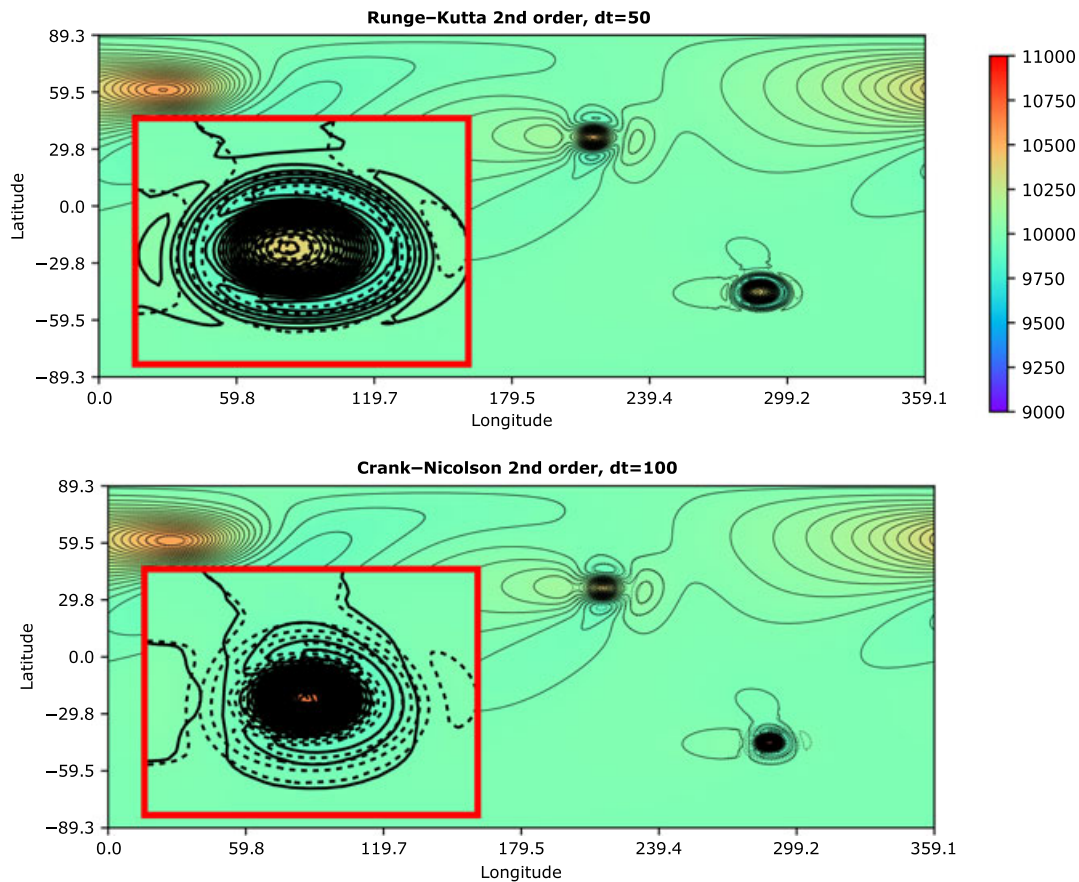 Runge−Kutta 2nd order, dt=50
89.3
59.5
29.8
0.0
−29.8
−59.5
−89.3
Latitude
0.0 59.8 119.7 179.5 239.4 299.2 359.1
Longitude
11000
10750
10500
10250
10000
9750
9500
9250
9000
Crank−Nicolson 2nd order, dt=100
89.3
59.5
29.8
0.0
−29.8
−59.5
−89.3
Latitude
0.0 59.8 119.7 179.5 239.4 299.2 359.1
Longitude